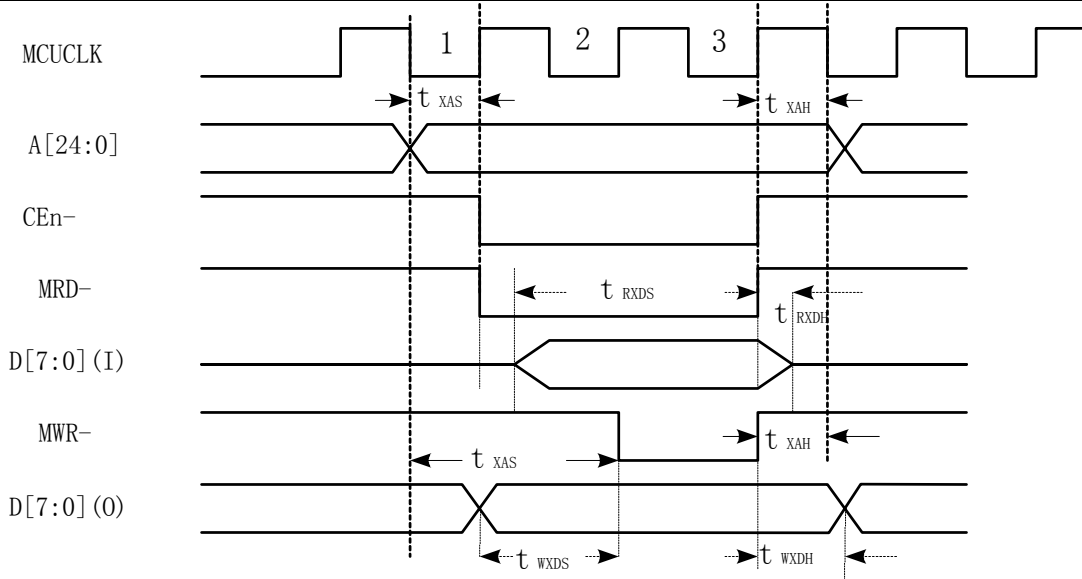 MCUCLK
1 2 3
t XAS t XAH
A[24:0]
CEn-
MRD-
t RXDS
t RXDH
D[7:0](I)
MWR-
t XAH
t XAS
D[7:0](O)
t WXDS t WXDH